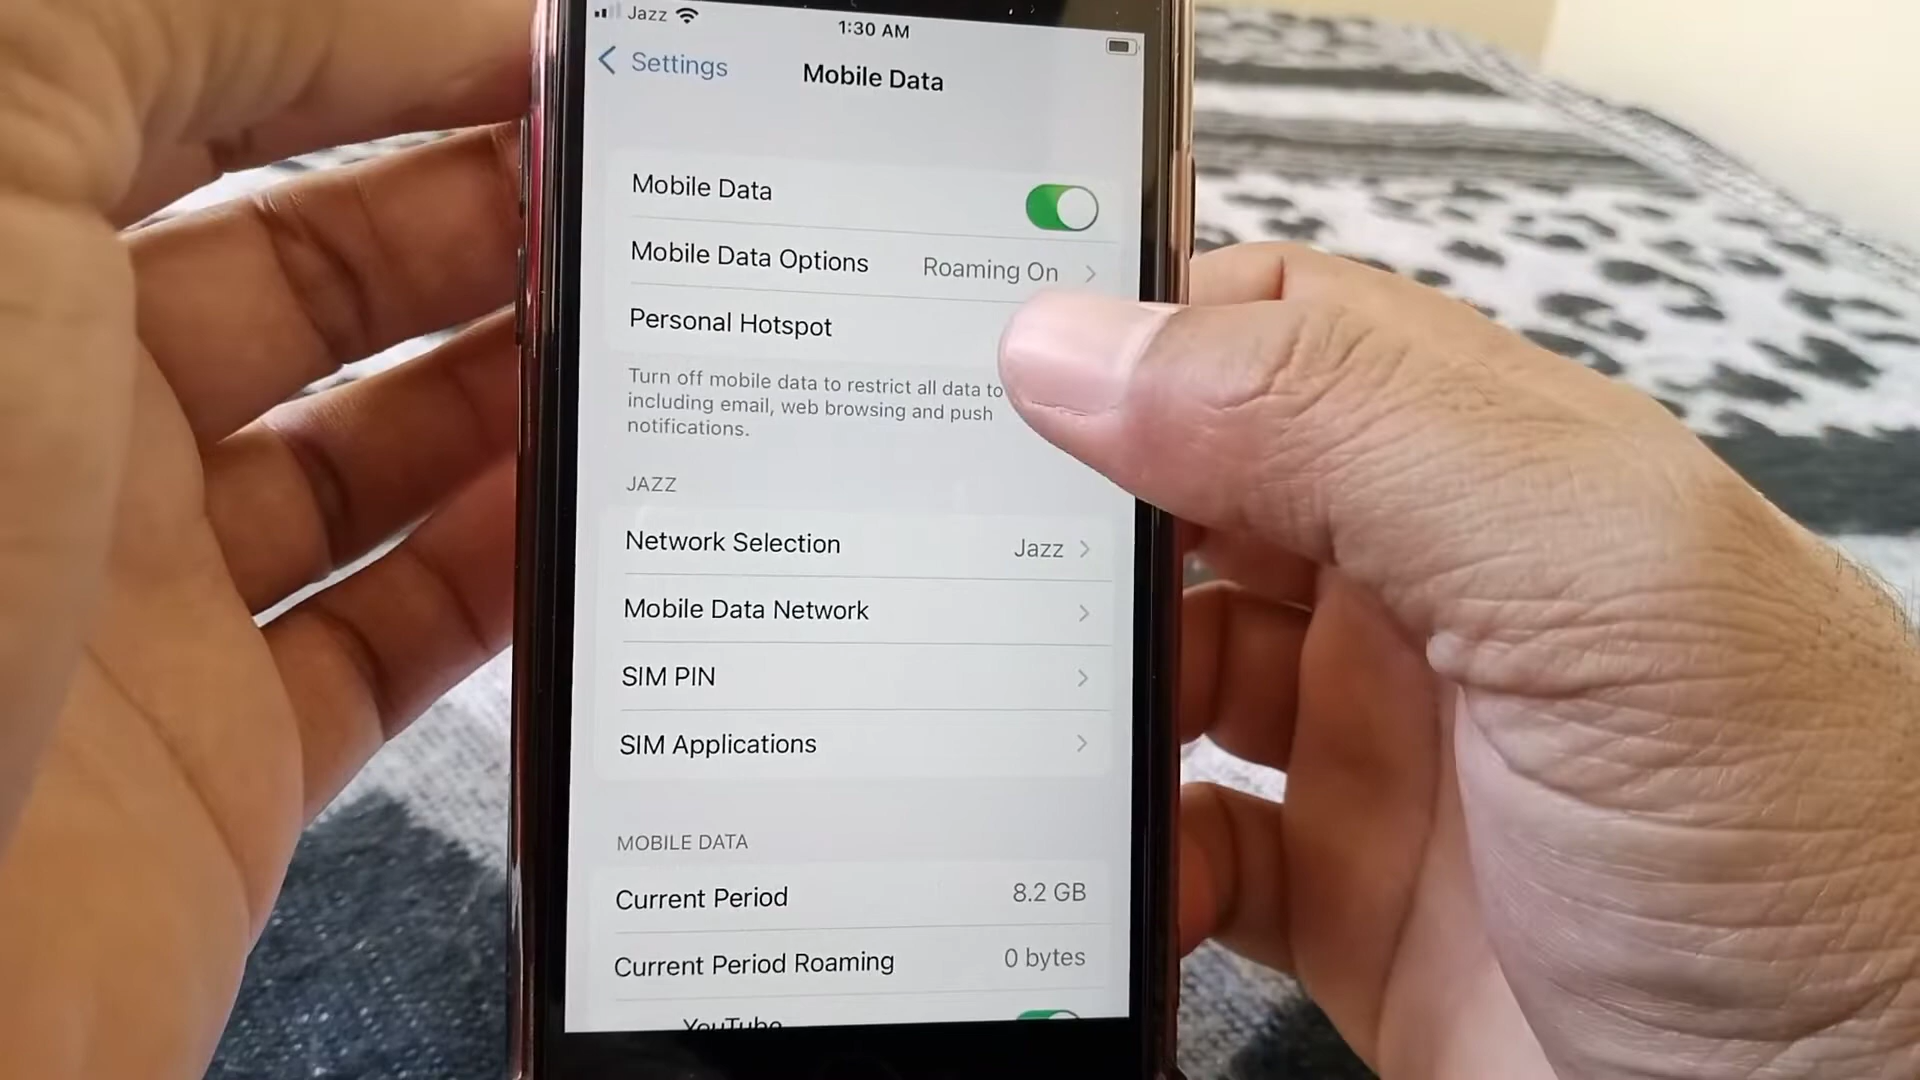 Jazz
1:30 AM
Settings
Mobile Data
Mobile Data
Mobile Data Options Roaming On
Personal Hotspot
Turn off mobile data to restrict all data to
including email, web browsing and push
notifications.
JAZZ
Network Selection Jazz
Mobile Data Network
SIM PIN
SIM Applications
MOBILE DATA
Current Period 8.2 GB
Current Period Roaming 0 bytes
YouTube